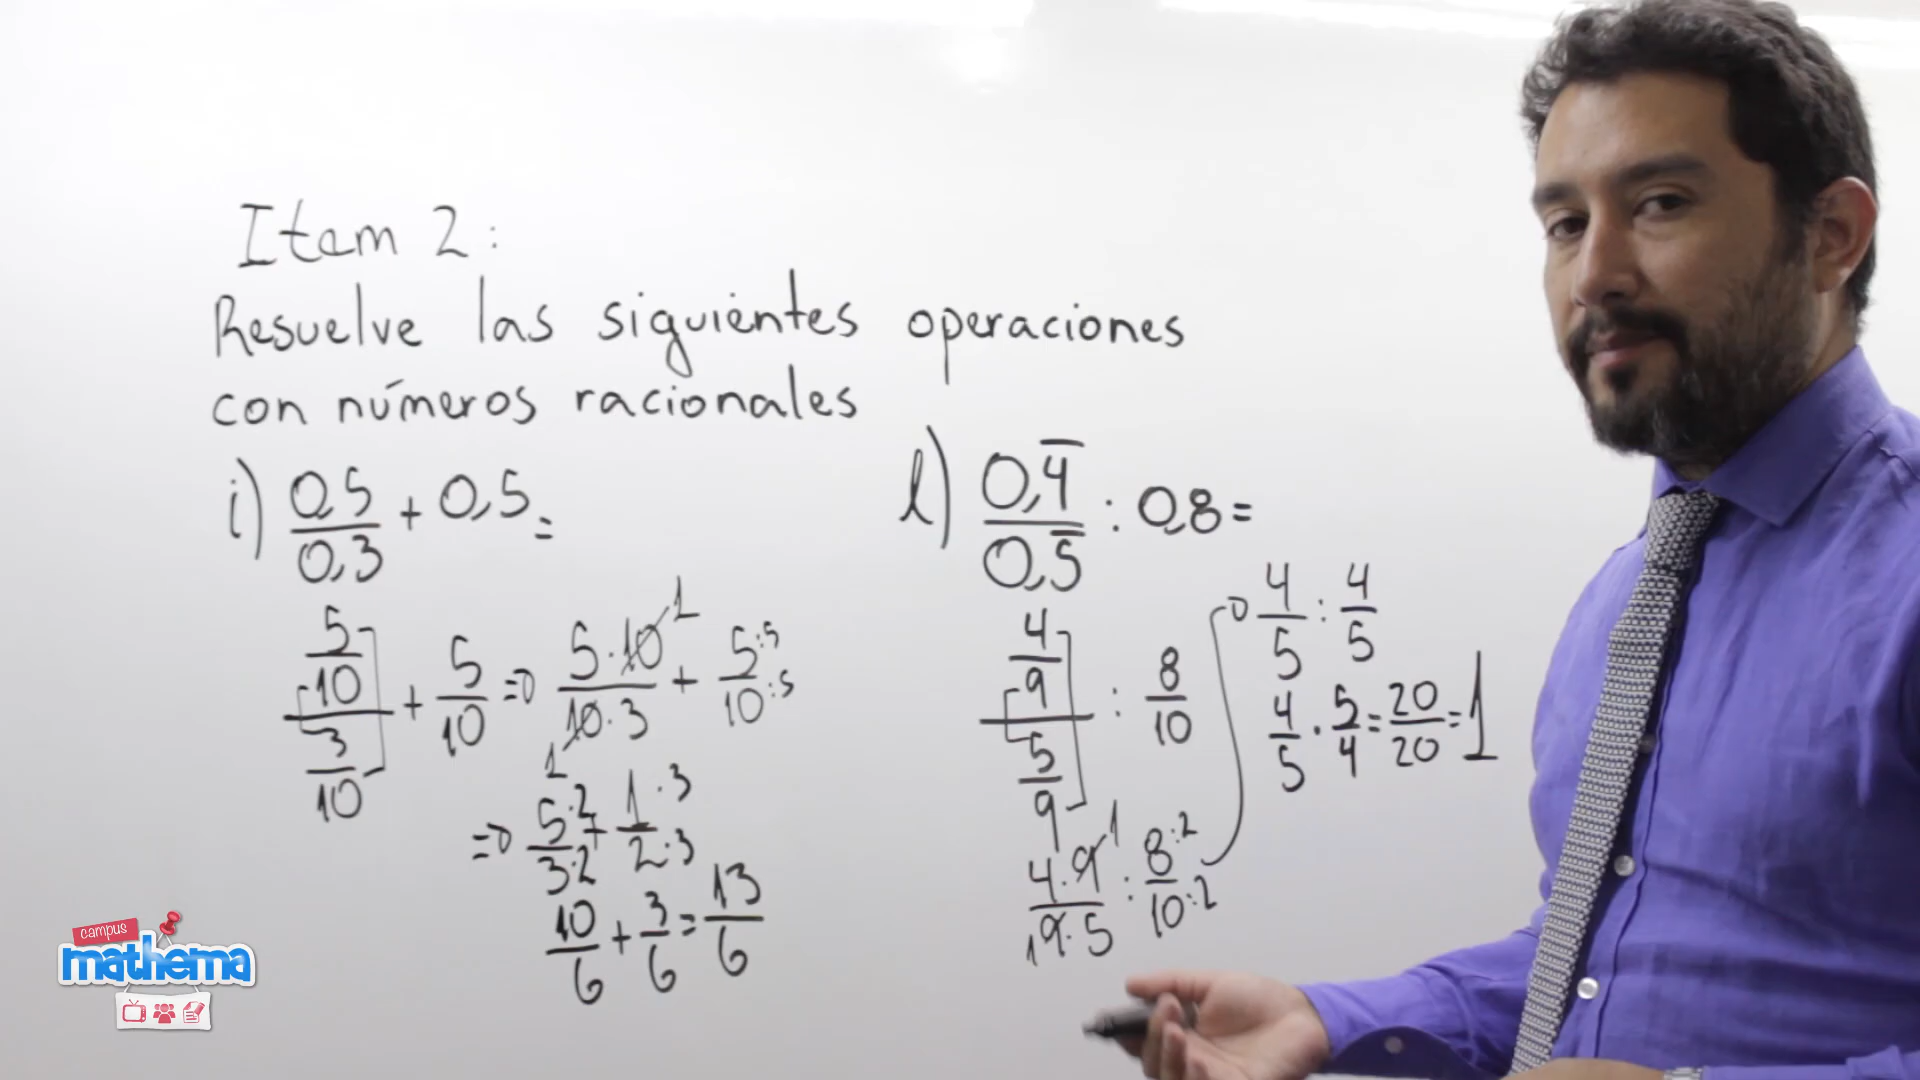 Item 2:
Resuelve las siguientes operaciones
con números racionales
i) 0,5/0,3 + 0,5 =
5/10 / 3/10 + 5/10 ⇒ 5·10/10·3 + 5:5/10:5
1
1
⇒ 5·2/3·2 + 1·3/2·3
10/6 + 3/6 = 13/6
l) 0,4̅/0,5̅ : 0,8 =
4/9 / 5/9 : 8/10
4·9/9·5 : 8:2/10:2
1
1
4/5 : 4/5
4/5 · 5/4 = 20/20 = 1
campus
mathema